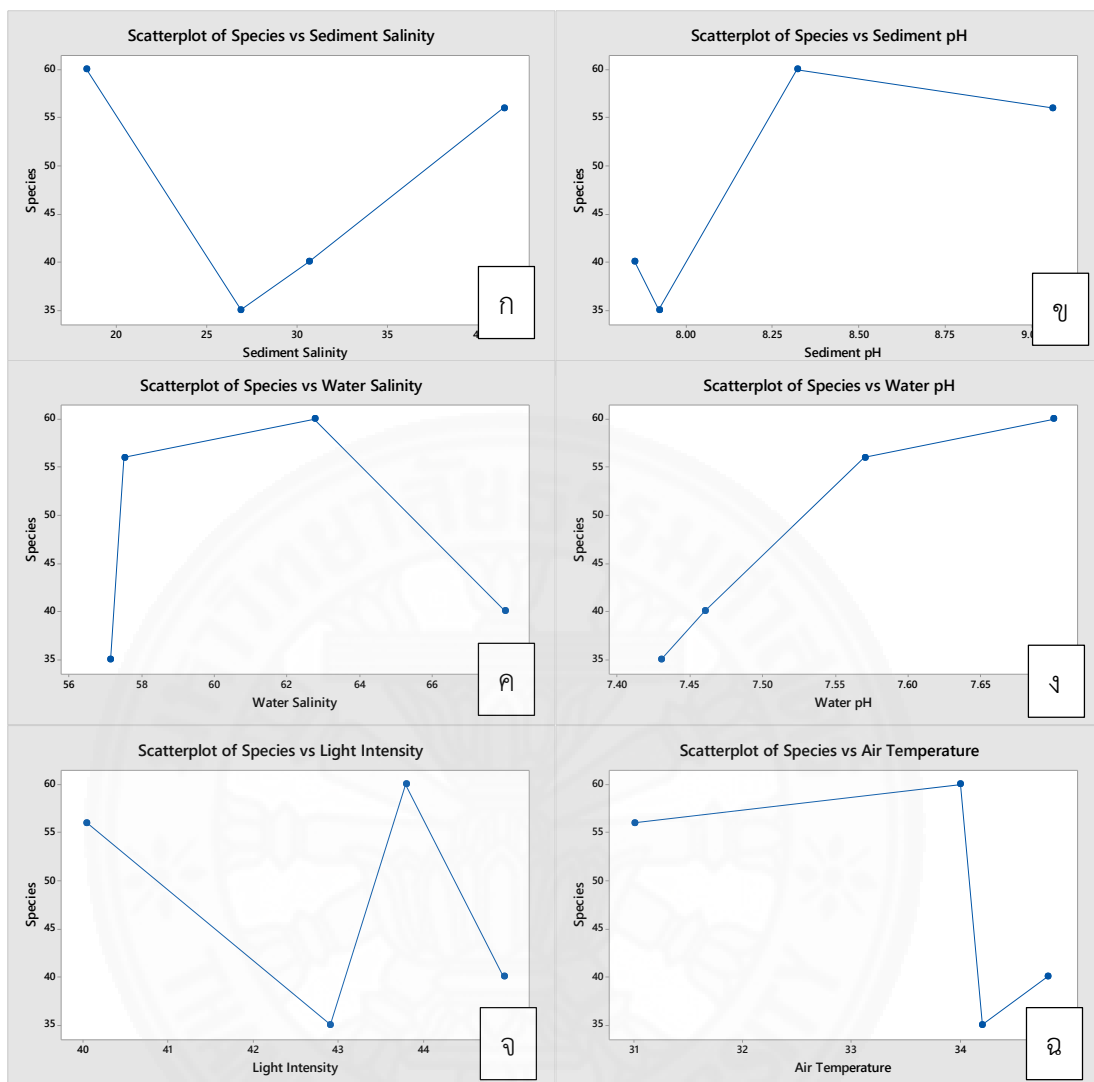 Scatterplot of Species vs Sediment Salinity
60
55
50
45
40
35
Species
20
25
30
35
Sediment Salinity
ก
Scatterplot of Species vs Sediment pH
60
55
50
45
40
35
Species
8.00
8.25
8.50
8.75
Sediment pH
ข
Scatterplot of Species vs Water Salinity
60
55
50
45
40
35
Species
56
58
60
62
64
66
Water Salinity
ค
Scatterplot of Species vs Water pH
60
55
50
45
40
35
Species
7.40
7.45
7.50
7.55
7.60
7.65
Water pH
ง
Scatterplot of Species vs Light Intensity
60
55
50
45
40
35
Species
40
41
42
43
44
Light Intensity
จ
Scatterplot of Species vs Air Temperature
60
55
50
45
40
35
Species
31
32
33
34
Air Temperature
ฉ